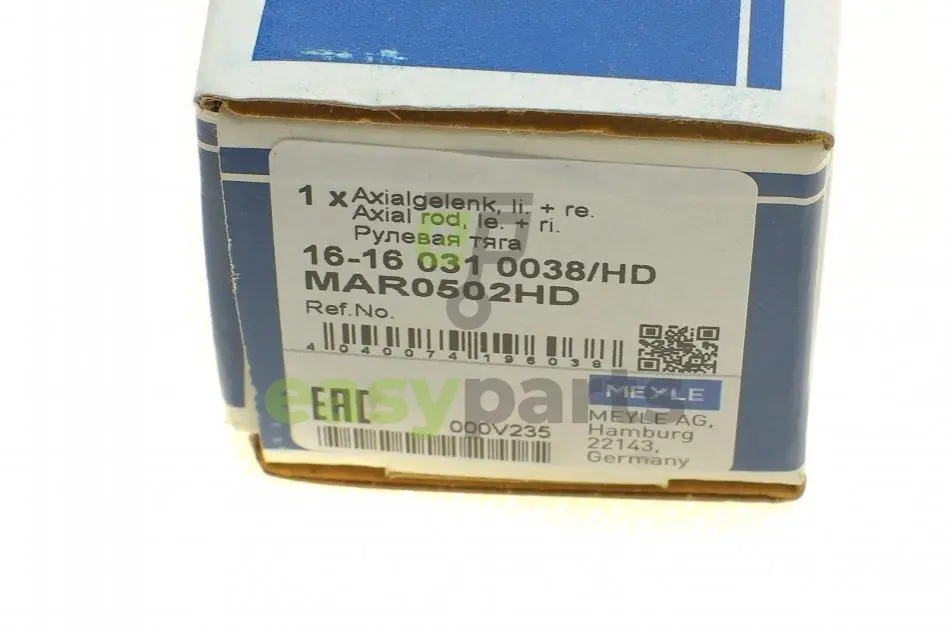 1 x Axialgelenk, li. + re.
Axial rod, le. + ri.
Рулевая тяга
16-16 031 0038/HD
MAR0502HD
Ref.No.
4 040074 196038
MEYLE
EAC
000V235
MEYLE AG,
Hamburg
22143,
Germany
easyparts